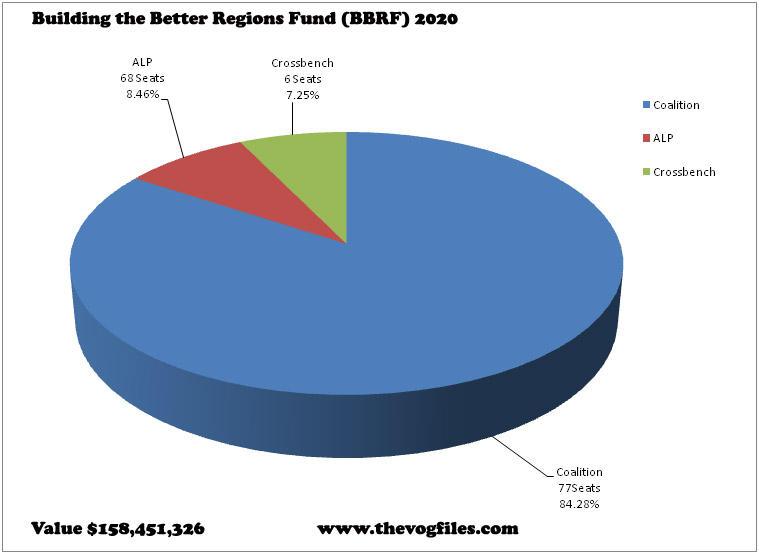 Building the Better Regions Fund (BBRF) 2020
ALP
68 Seats
8.46%
Crossbench
6 Seats
7.25%
Coalition
ALP
Crossbench
Coalition
77Seats
84.28%
Value $158,451,326
www.thevogfiles.com